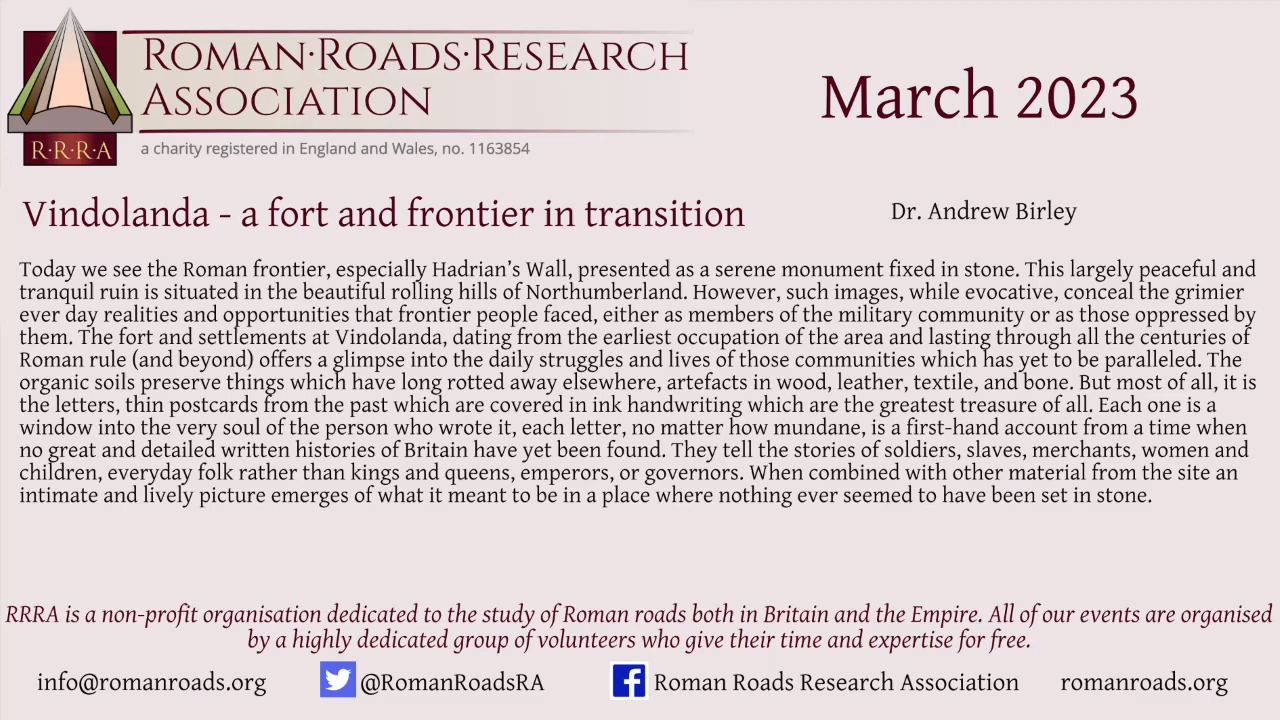 ROMAN·ROADS·RESEARCH
ASSOCIATION
R·R·R·A
a charity registered in England and Wales, no. 1163854
March 2023
Vindolanda - a fort and frontier in transition
Dr. Andrew Birley
Today we see the Roman frontier, especially Hadrian's Wall, presented as a serene monument fixed in stone. This largely peaceful and
tranquil ruin is situated in the beautiful rolling hills of Northumberland. However, such images, while evocative, conceal the grimier
ever day realities and opportunities that frontier people faced, either as members of the military community or as those oppressed by
them. The fort and settlements at Vindolanda, dating from the earliest occupation of the area and lasting through all the centuries of
Roman rule (and beyond) offers a glimpse into the daily struggles and lives of those communities which has yet to be paralleled. The
organic soils preserve things which have long rotted away elsewhere, artefacts in wood, leather, textile, and bone. But most of all, it is
the letters, thin postcards from the past which are covered in ink handwriting which are the greatest treasure of all. Each one is a
window into the very soul of the person who wrote it, each letter, no matter how mundane, is a first-hand account from a time when
no great and detailed written histories of Britain have yet been found. They tell the stories of soldiers, slaves, merchants, women and
children, everyday folk rather than kings and queens, emperors, or governors. When combined with other material from the site an
intimate and lively picture emerges of what it meant to be in a place where nothing ever seemed to have been set in stone.
RRRA is a non-profit organisation dedicated to the study of Roman roads both in Britain and the Empire. All of our events are organised
by a highly dedicated group of volunteers who give their time and expertise for free.
info@romanroads.org
@RomanRoadsRA
Roman Roads Research Association
romanroads.org